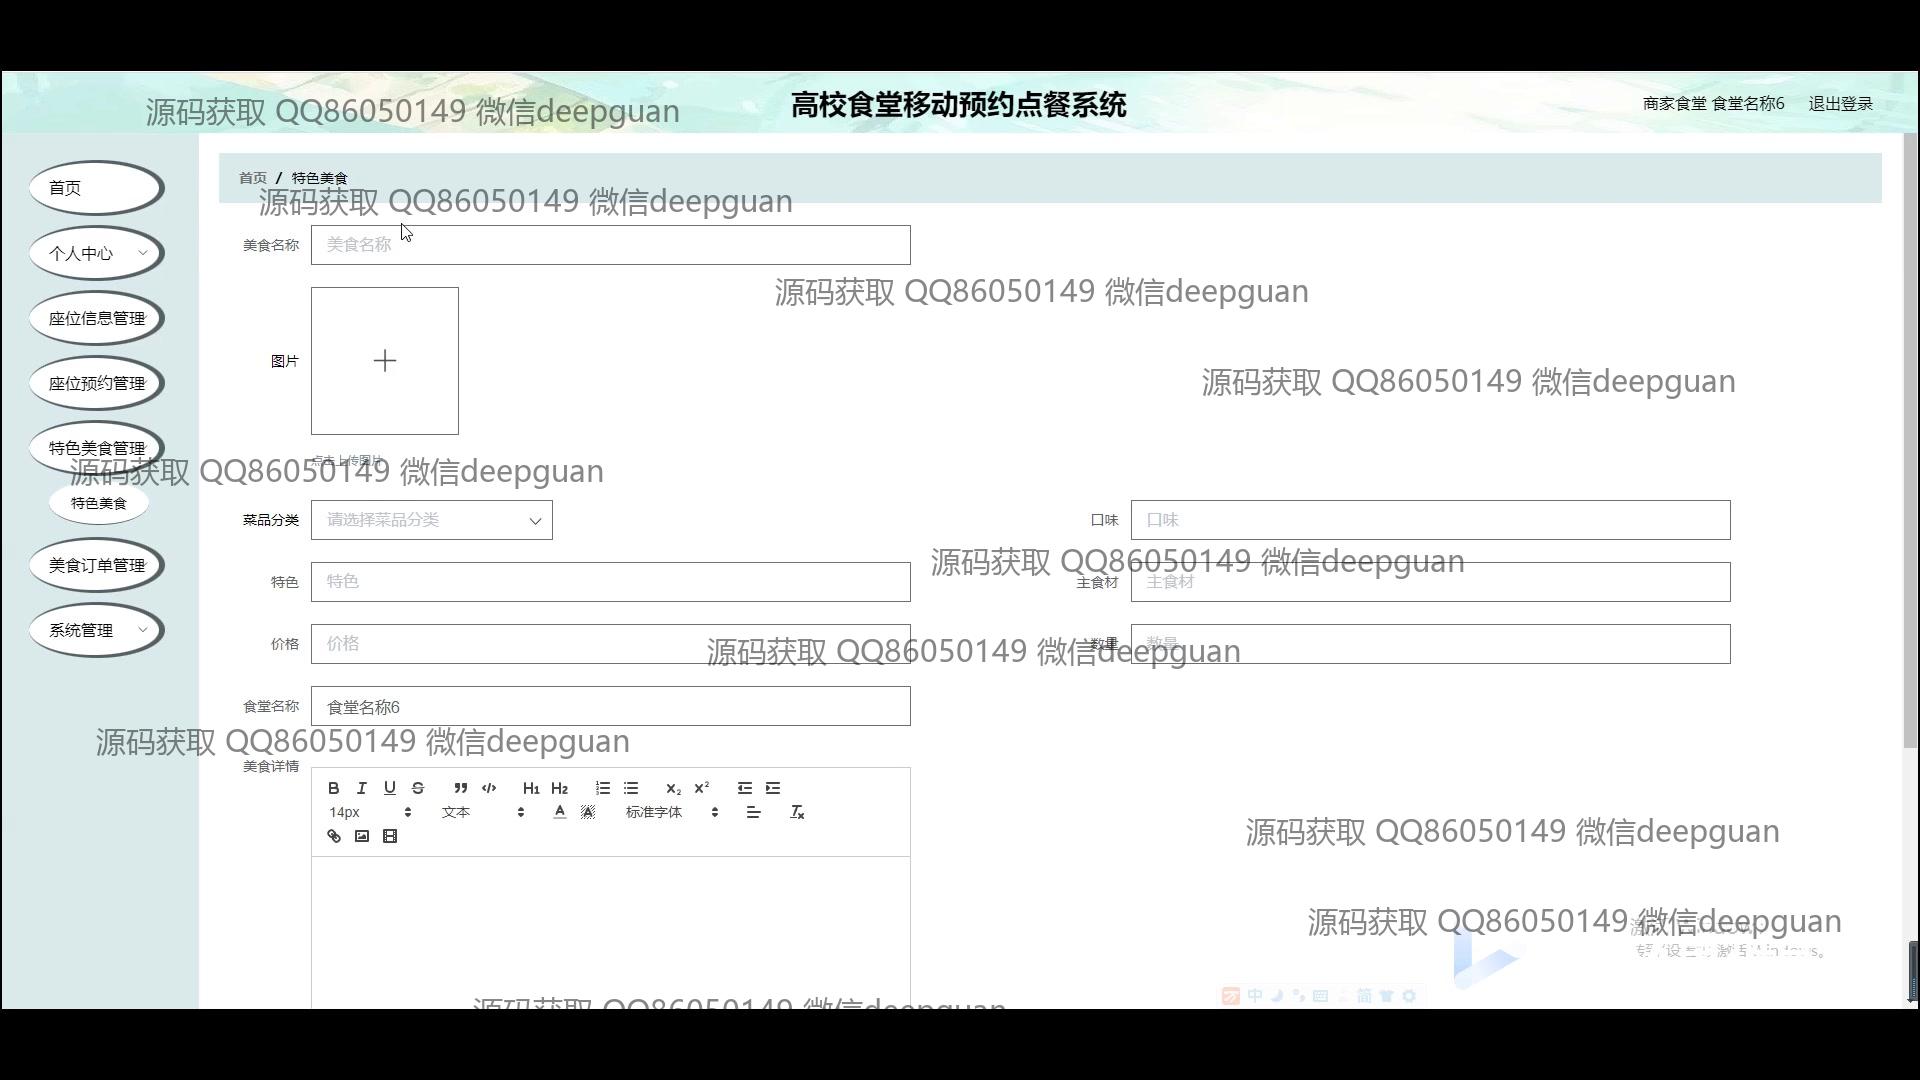 源码获取 QQ86050149 微信deepguan
高校食堂移动预约点餐系统
商家食堂 食堂名称6
退出登录
首页
个人中心
座位信息管理
座位预约管理
特色美食管理
特色美食
美食订单管理
系统管理
首页 / 特色美食
源码获取 QQ86050149 微信deepguan
美食名称
美食名称
源码获取 QQ86050149 微信deepguan
图片
源码获取 QQ86050149 微信deepguan
点击上传图片
源码获取 QQ86050149 微信deepguan
菜品分类
请选择菜品分类
口味
口味
源码获取 QQ86050149 微信deepguan
特色
特色
主食材
主食材
价格
价格
数量
数量
源码获取 QQ86050149 微信deepguan
食堂名称
食堂名称6
源码获取 QQ86050149 微信deepguan
美食详情
B I U S H1 H2 X2 X2
14px 文本 A A 标准字体 Tx
源码获取 QQ86050149 微信deepguan
源码获取 QQ86050149 微信deepguan
源码获取 QQ86050149 微信deepguan
中 简